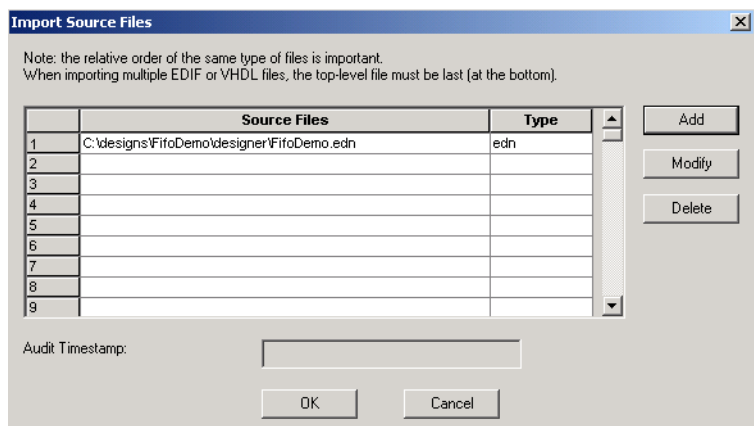 Import Source Files
Note: the relative order of the same type of files is important.
When importing multiple EDIF or VHDL files, the top-level file must be last (at the bottom).
Source Files Type
1 C:\designs\FifoDemo\designer\FifoDemo.edn edn
2
3
4
5
6
7
8
9
Add
Modify
Delete
Audit Timestamp:
OK Cancel